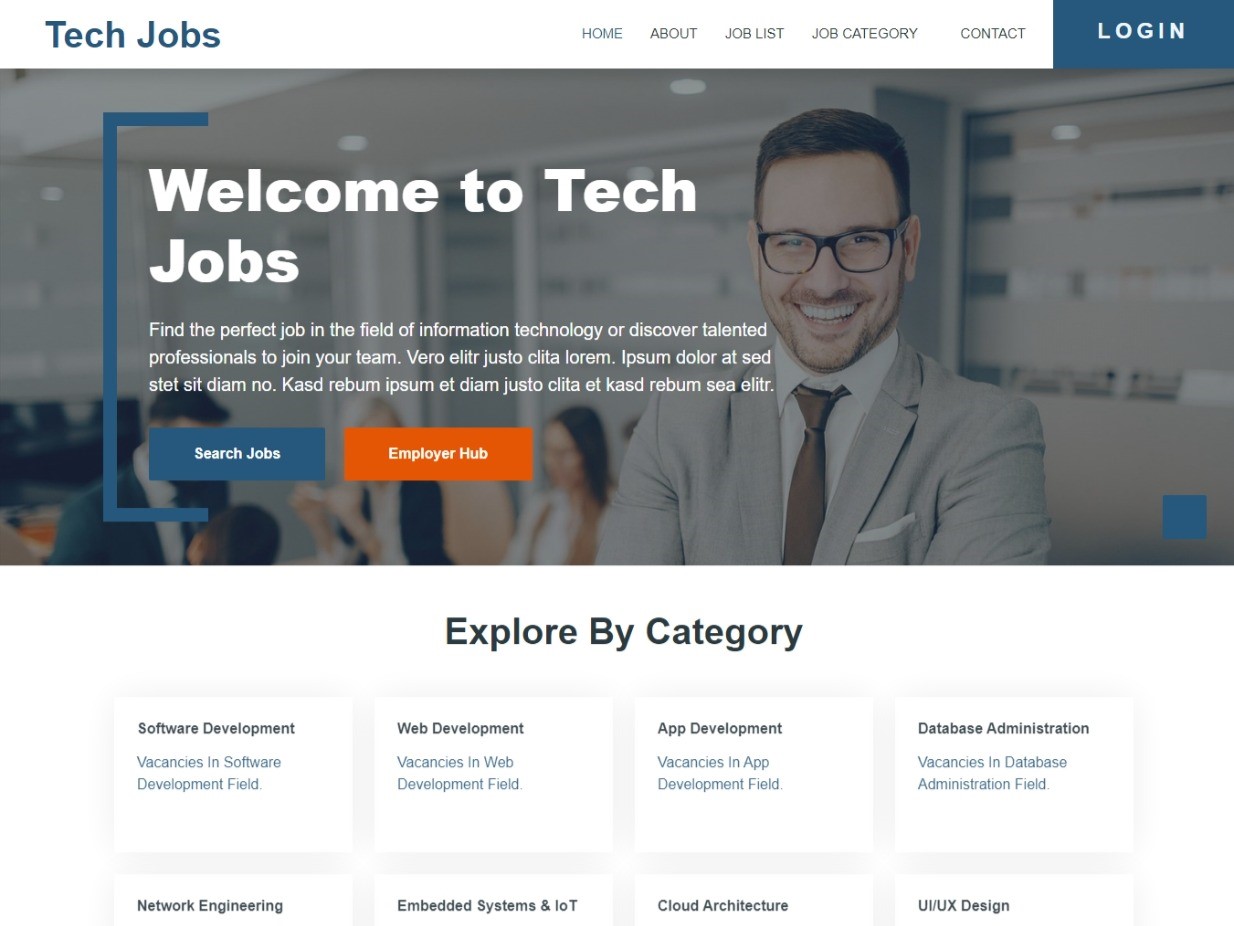 Tech Jobs
HOME ABOUT JOB LIST JOB CATEGORY CONTACT LOGIN
Welcome to Tech
Jobs
Find the perfect job in the field of information technology or discover talented
professionals to join your team. Vero elitr justo clita lorem. Ipsum dolor at sed
stet sit diam no. Kasd rebum ipsum et diam justo clita et kasd rebum sea elitr.
Search Jobs Employer Hub
Explore By Category
Software Development
Vacancies In Software
Development Field.
Web Development
Vacancies In Web
Development Field.
App Development
Vacancies In App
Development Field.
Database Administration
Vacancies In Database
Administration Field.
Network Engineering
Embedded Systems & IoT
Cloud Architecture
UI/UX Design